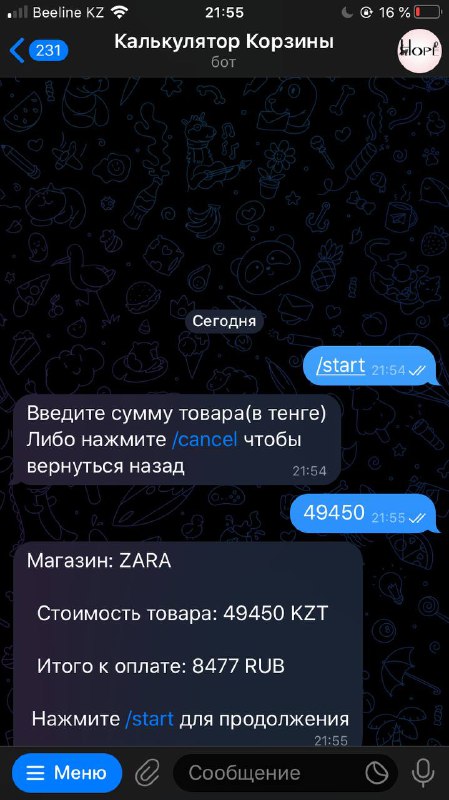 Beeline KZ 21:55 16 %
231 Калькулятор Корзины
бот
Hope
Сегодня
/start 21:54
Введите сумму товара(в тенге)
Либо нажмите /cancel чтобы
вернуться назад 21:54
49450 21:55
Магазин: ZARA
Стоимость товара: 49450 KZT
Итого к оплате: 8477 RUB
Нажмите /start для продолжения
21:55
Меню Сообщение